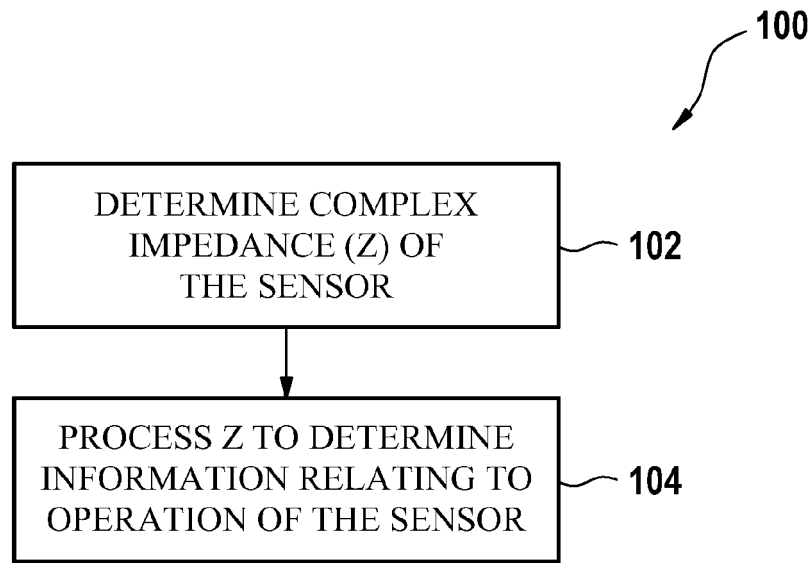 100
DETERMINE COMPLEX
IMPEDANCE (Z) OF
THE SENSOR
102
PROCESS Z TO DETERMINE
INFORMATION RELATING TO
OPERATION OF THE SENSOR
104